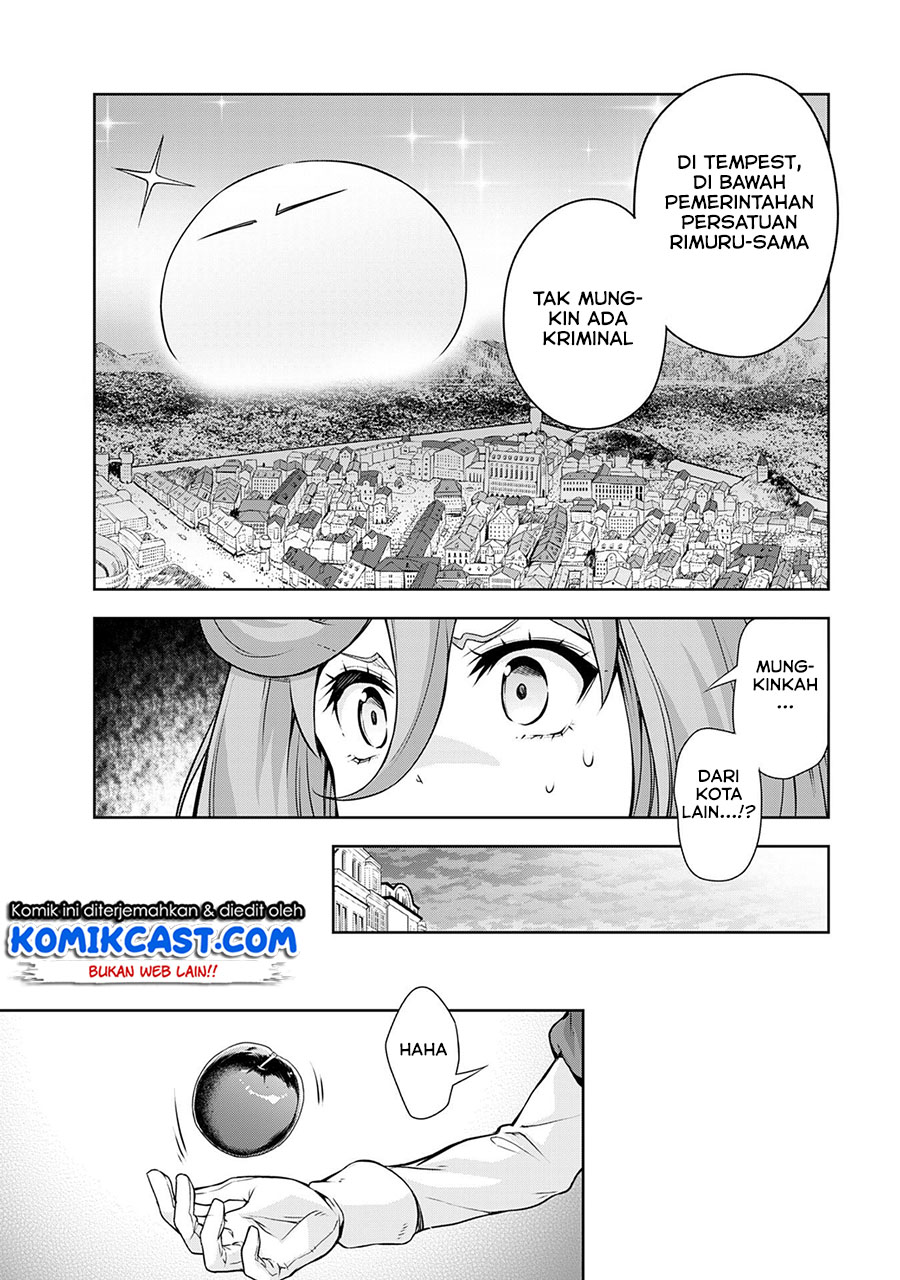 DI TEMPEST,
DI BAWAH
PEMERINTAHAN
PERSATUAN
RIMURU-SAMA
TAK MUNG-
KIN ADA
KRIMINAL
MUNG-
KINKAH
...
DARI
KOTA
LAIN...!?
Komik ini diterjemahkan & diedit oleh
KOMIKCAST.COM
BUKAN WEB LAIN!!
HAHA